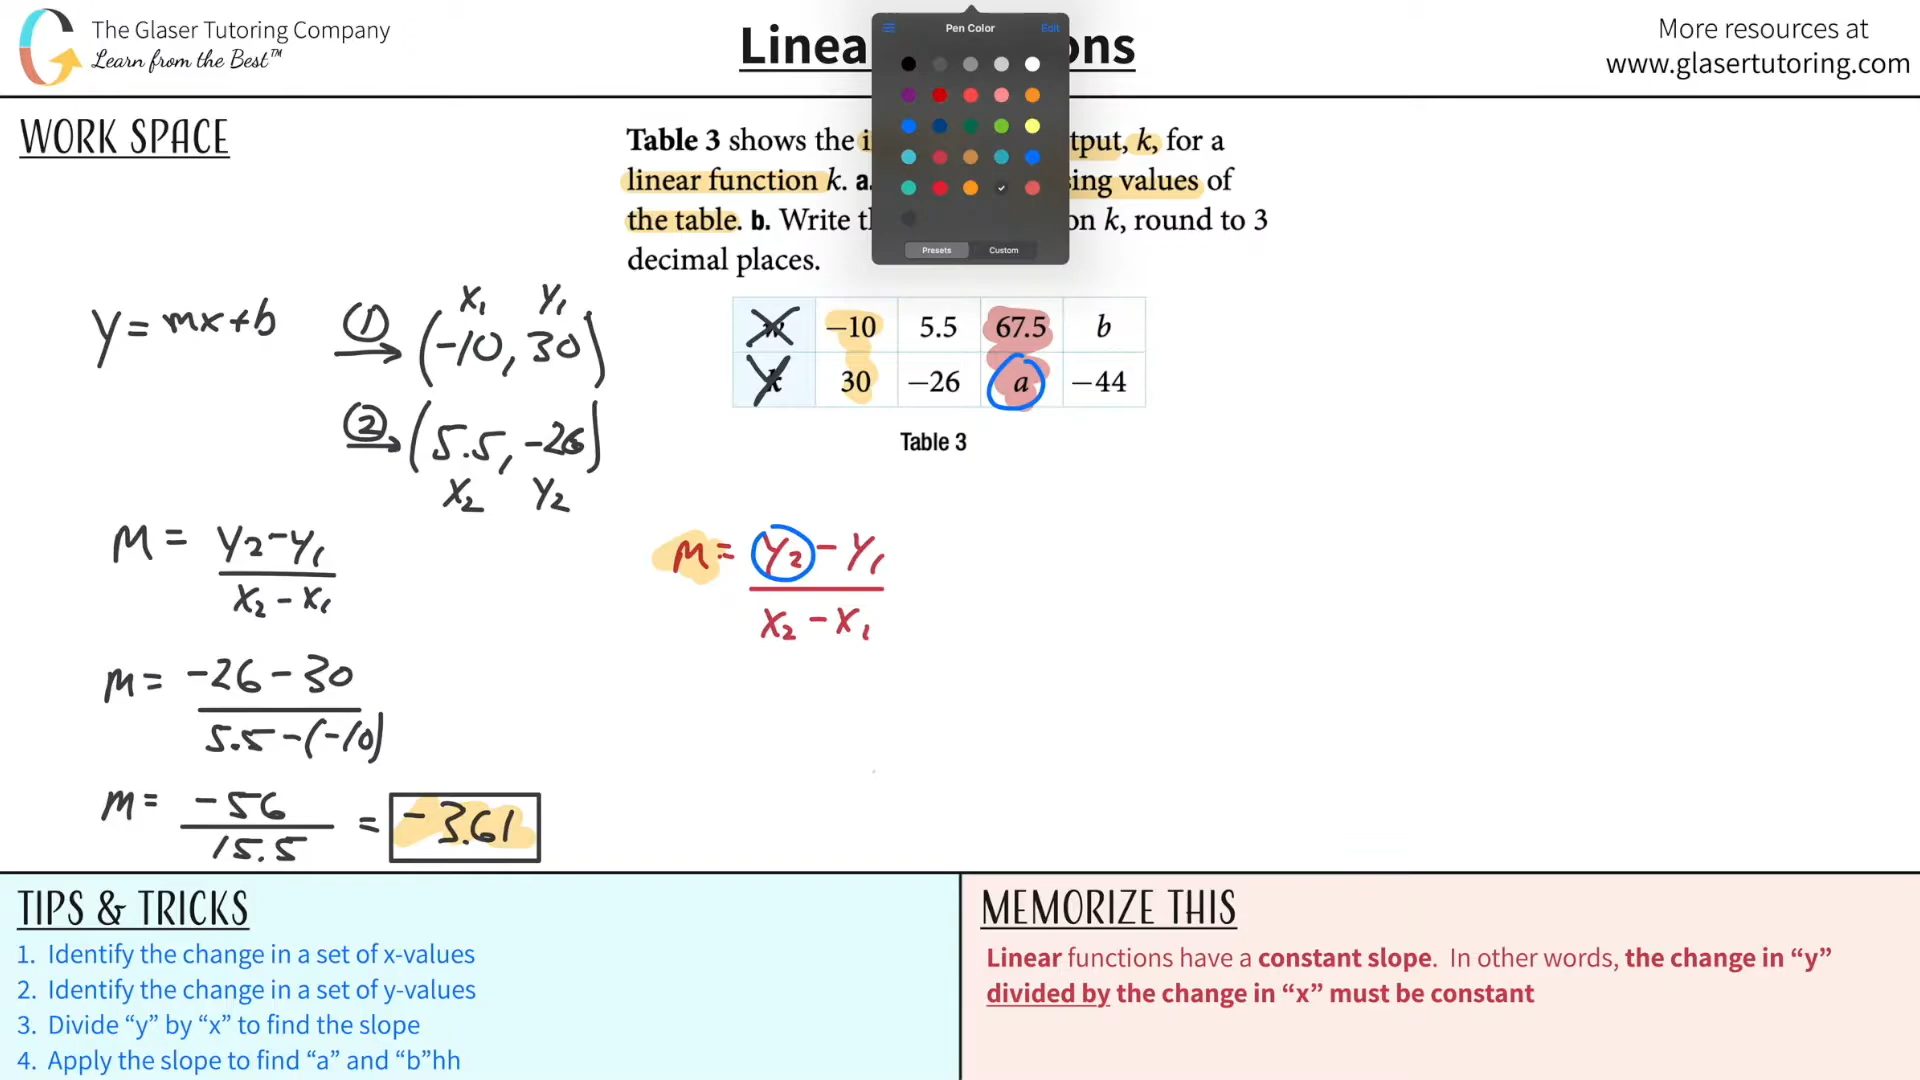 The Glaser Tutoring Company
Learn from the Best™
Linea ons
More resources at
www.glasertutoring.com
Pen Color
Edit
Presets
Custom
WORK SPACE
Table 3 shows the i tput, k, for a
linear function k. a. sing values of
the table. b. Write th on k, round to 3
decimal places.
−10 5.5 67.5 b
k 30 −26 a −44
Table 3
y = mx+b
① (-10, 30)
x₁ y₁
② (5.5, -26)
x₂ y₂
m = y₂-y₁
x₂-x₁
m = -26-30
5.5-(-10)
m = -56 = -3.61
15.5
m = y₂-y₁
x₂-x₁
TIPS & TRICKS
1. Identify the change in a set of x-values
2. Identify the change in a set of y-values
3. Divide “y” by “x” to find the slope
4. Apply the slope to find “a” and “b”hh
MEMORIZE THIS
Linear functions have a constant slope. In other words, the change in “y”
divided by the change in “x” must be constant